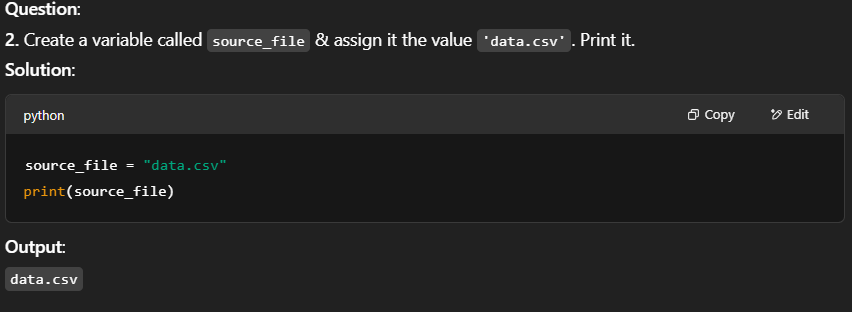 Question:
2. Create a variable called source_file & assign it the value 'data.csv'. Print it.
Solution:
python Copy Edit
source_file = "data.csv"
print(source_file)
Output:
data.csv